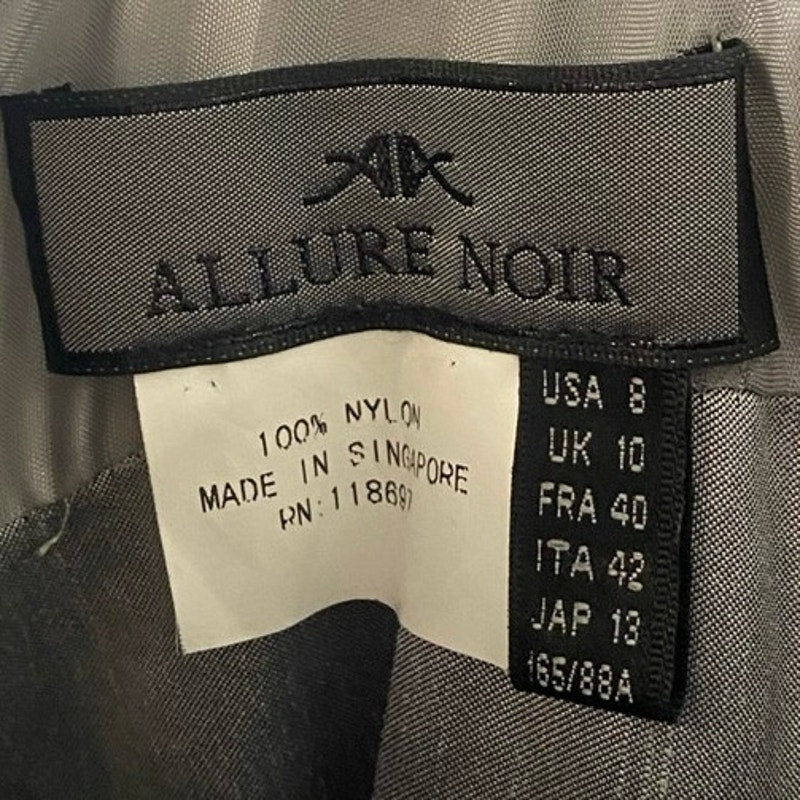 ALLURE NOIR
100% NYLON
MADE IN SINGAPORE
RN:118697
USA 8
UK 10
FRA 40
ITA 42
JAP 13
165/88A